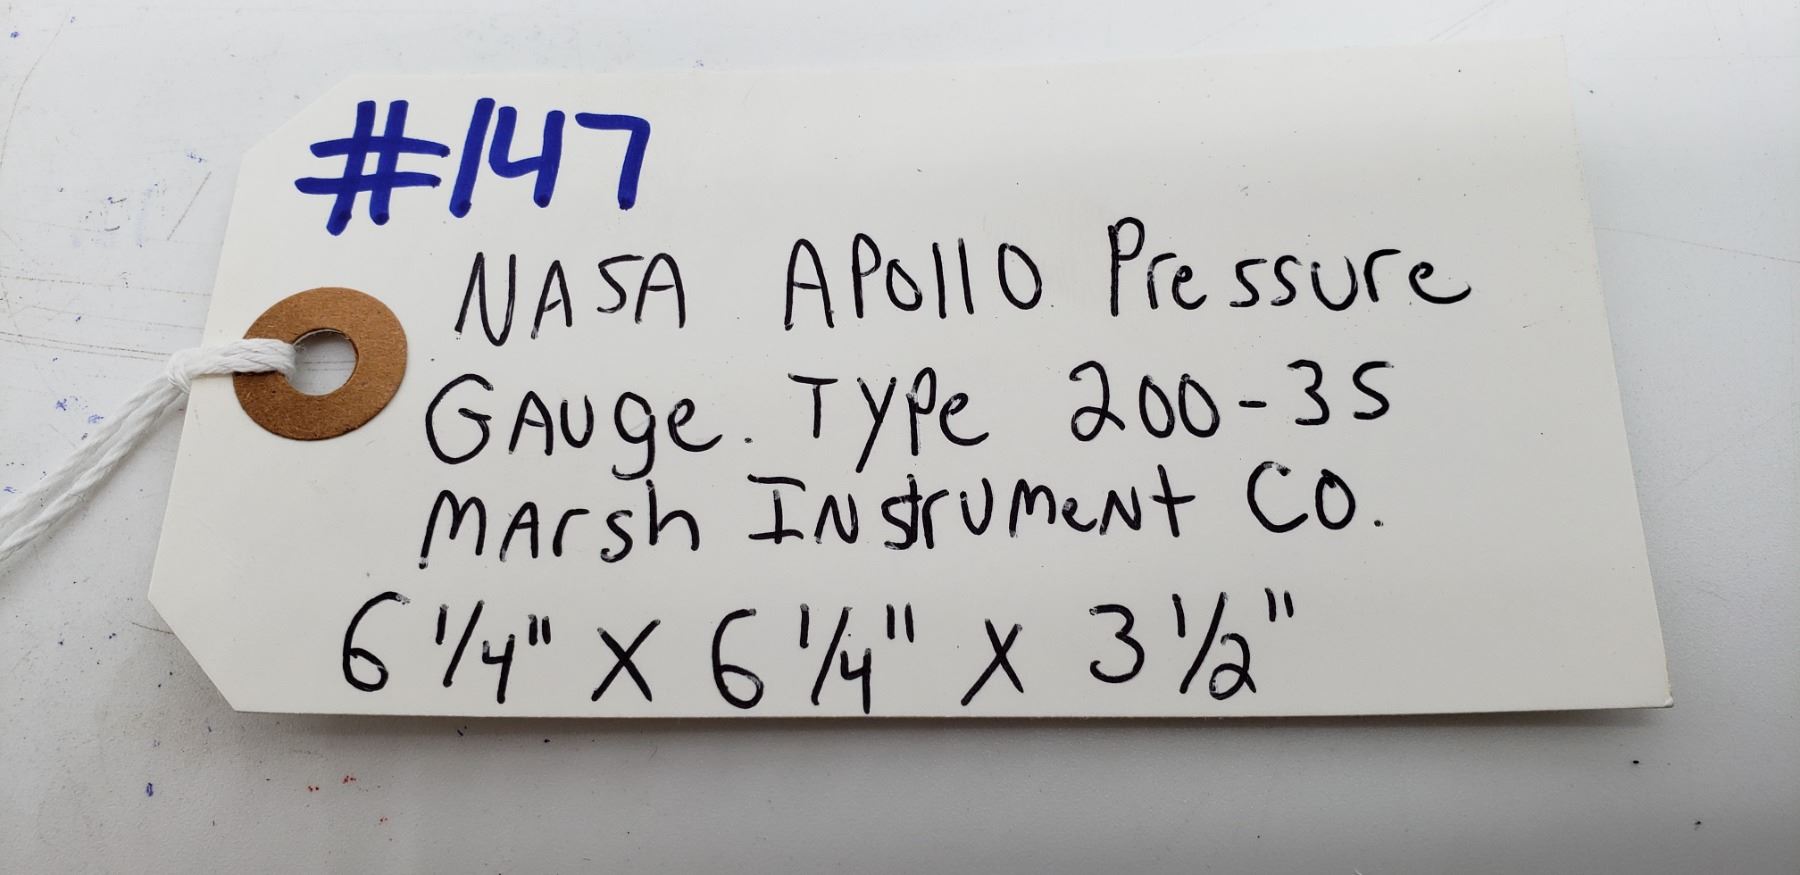 #147
NASA APollO Pressure
GAUge. Type 200-3S
MArsh INstrUMeNt CO.
6 1/4" X 6 1/4" X 3 1/2"